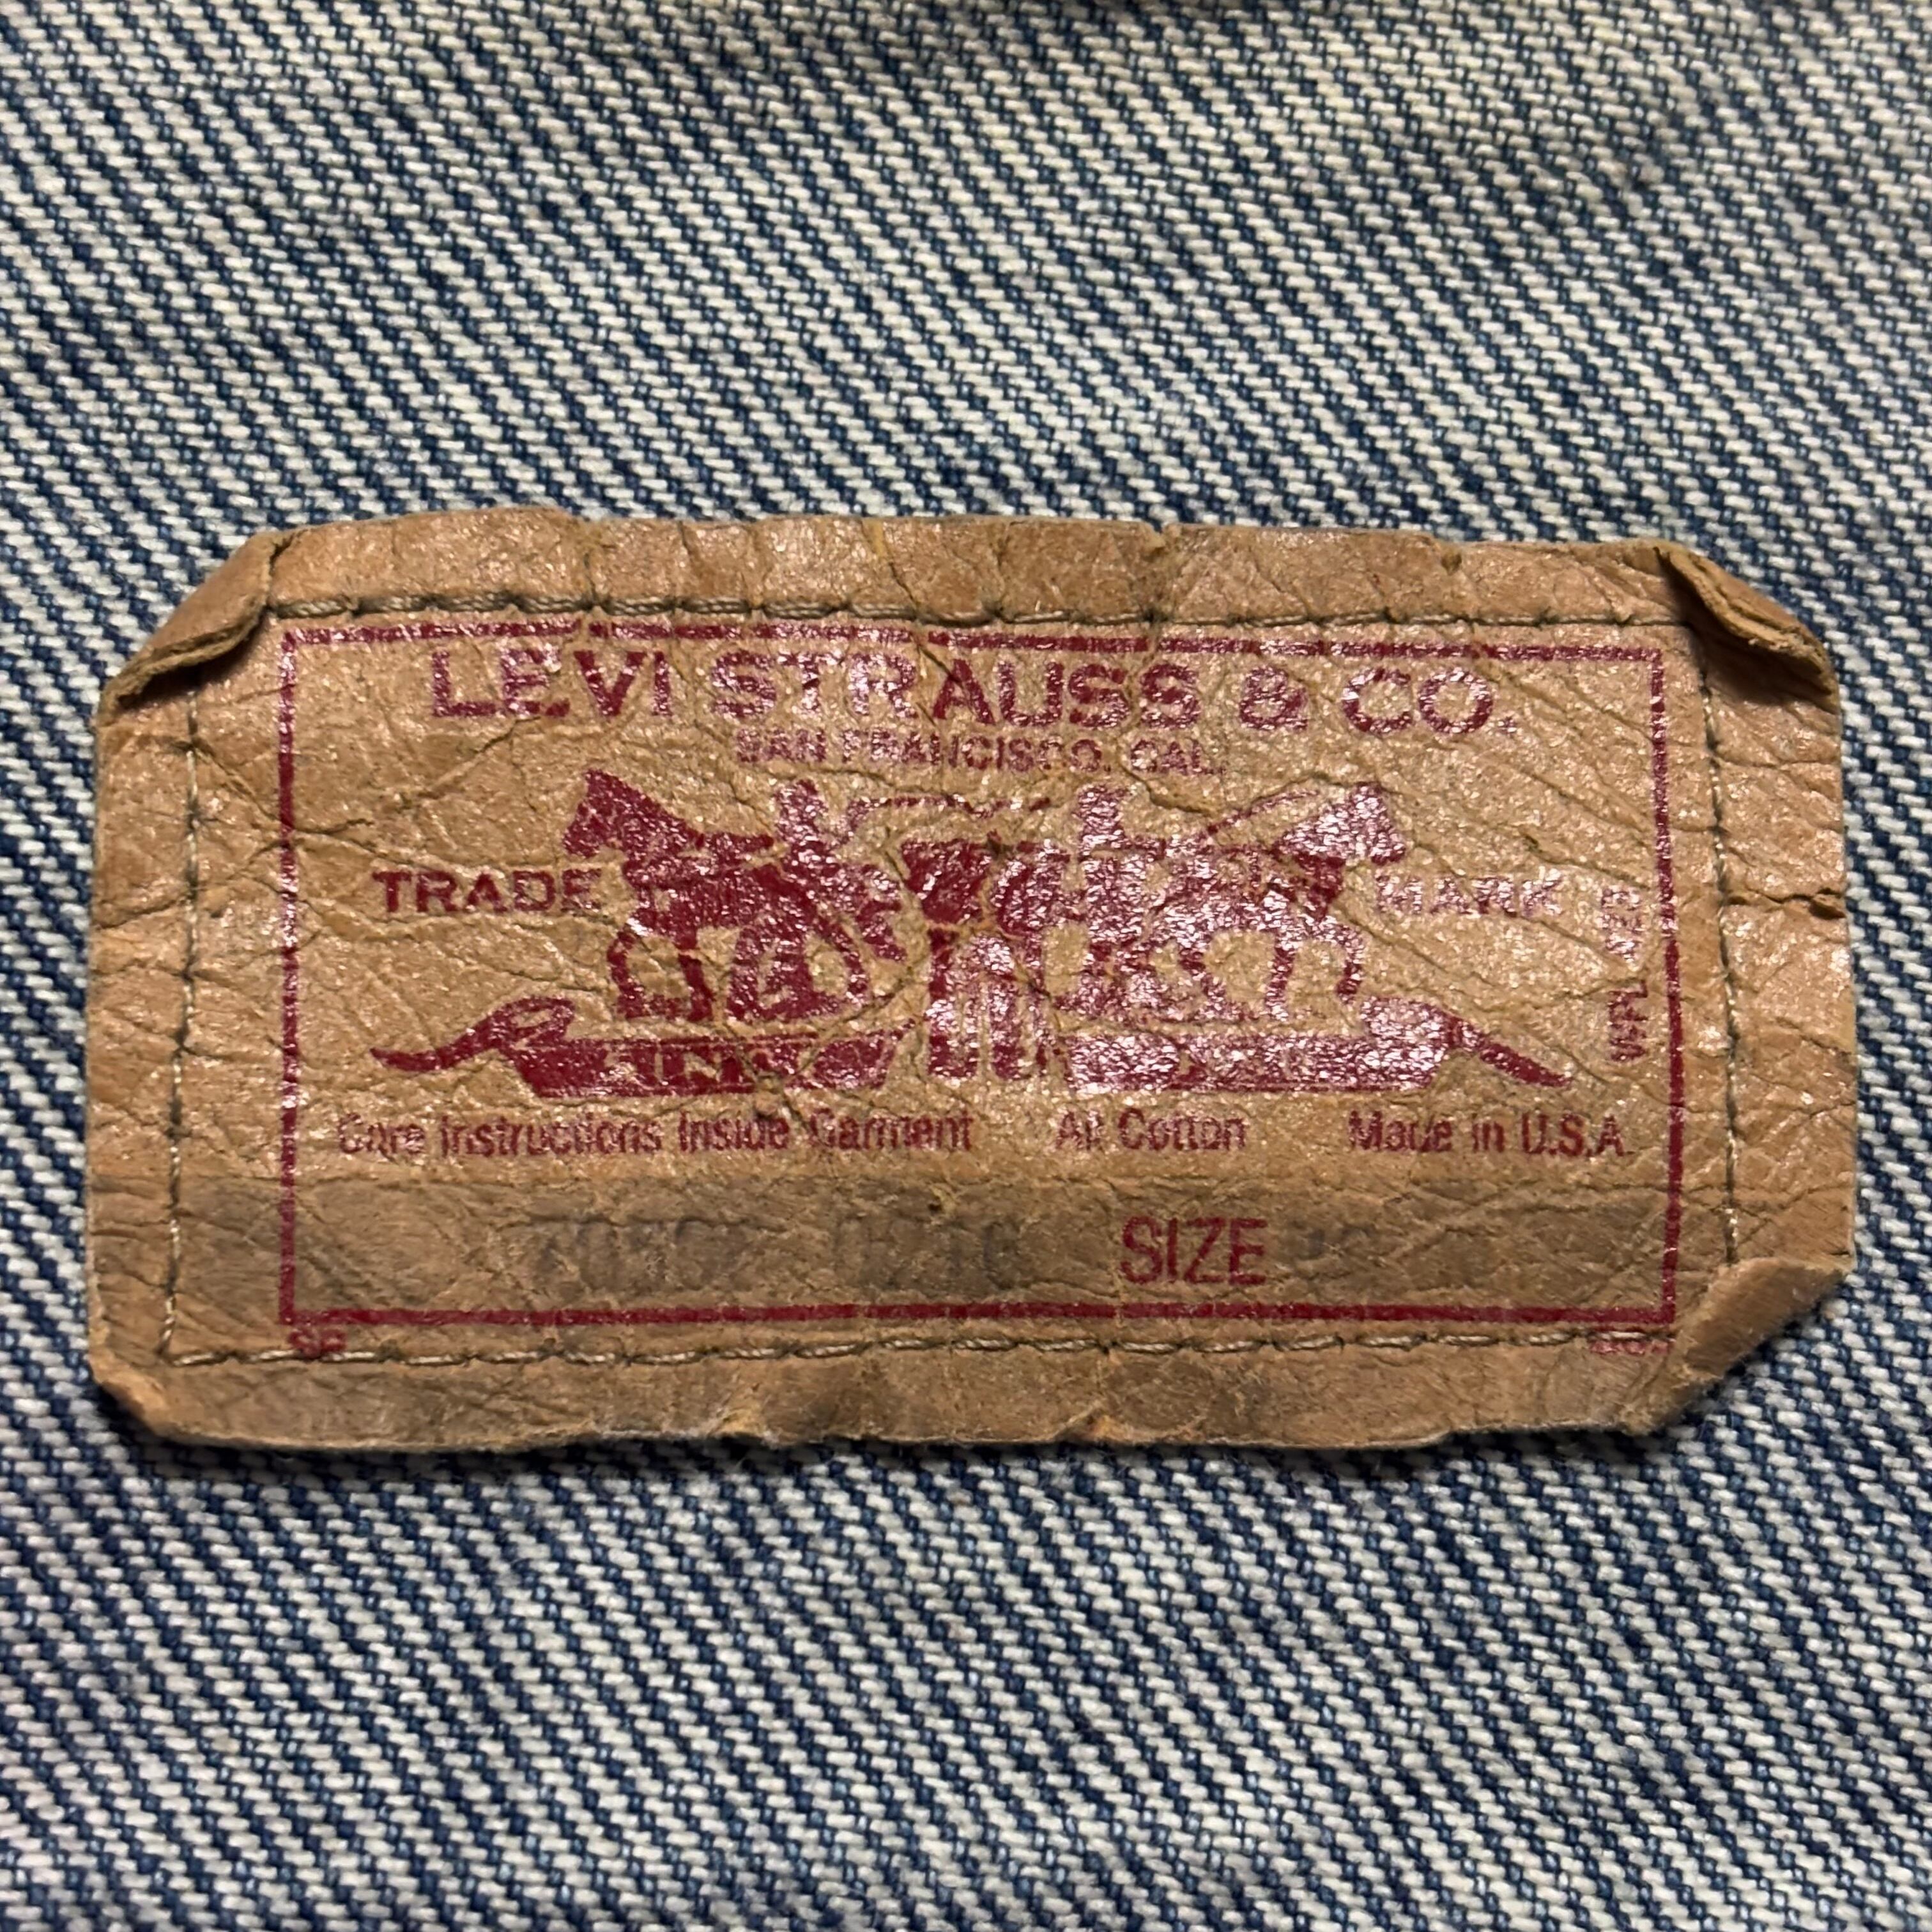 LEVI STRAUSS & CO.
SAN FRANCISCO, CAL.
TRADE MARK
Care Instructions Inside Garment All Cotton Made in U.S.A.
SIZE